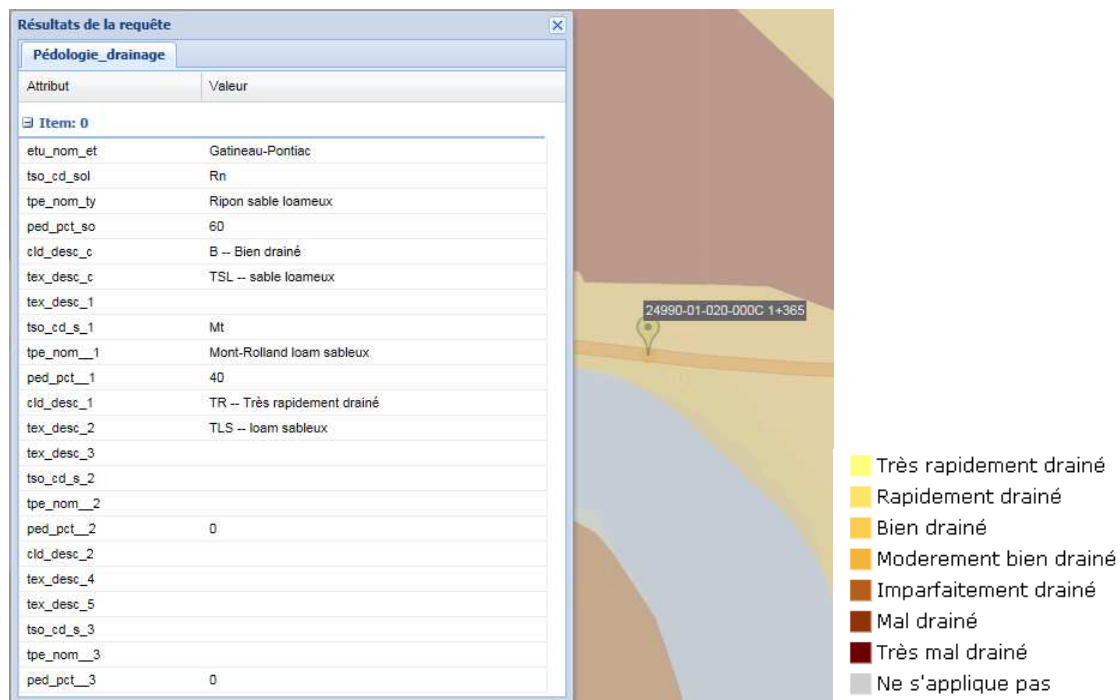 Résultats de la requête
Pédologie_drainage
Attribut Valeur
Item: 0
etu_nom_et Gatineau-Pontiac
tso_cd_sol Rn
tpe_nom_ty Ripon sable loameux
ped_pct_so 60
cld_desc_c B -- Bien drainé
tex_desc_c TSL -- sable loameux
tex_desc_1
tso_cd_s_1 Mt
tpe_nom__1 Mont-Rolland loam sableux
ped_pct__1 40
cld_desc_1 TR -- Très rapidement drainé
tex_desc_2 TLS -- loam sableux
tex_desc_3
tso_cd_s_2
tpe_nom__2
ped_pct__2 0
cld_desc_2
tex_desc_4
tex_desc_5
tso_cd_s_3
tpe_nom__3
ped_pct__3 0
24990-01-020-000C 1+365
Très rapidement drainé
Rapidement drainé
Bien drainé
Moderement bien drainé
Imparfaitement drainé
Mal drainé
Très mal drainé
Ne s'applique pas